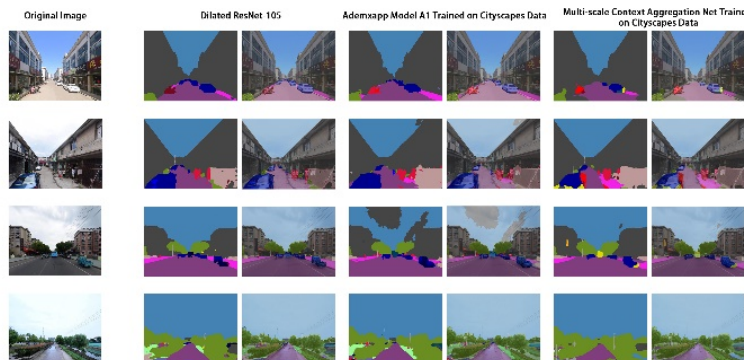 Original Image
Dilated ResNet 105
Ademxapp Model A1 Trained on Cityscapes Data
Multi-scale Context Aggregation Net Traine
on Cityscapes Data